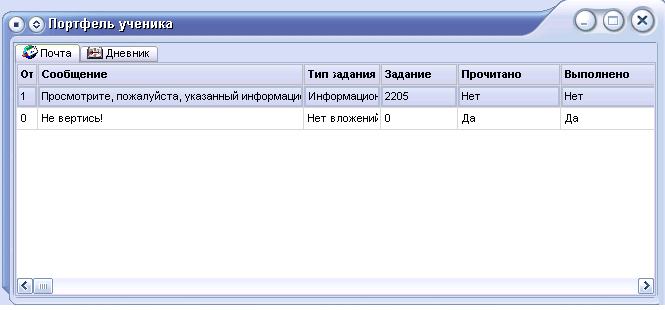 Портфель ученика
Почта Дневник
От Сообщение Тип задания Задание Прочитано Выполнено
1 Просмотрите, пожалуйста, указанный информацис Информацион 2205 Нет Нет
0 Не вертись! Нет вложений 0 Да Да